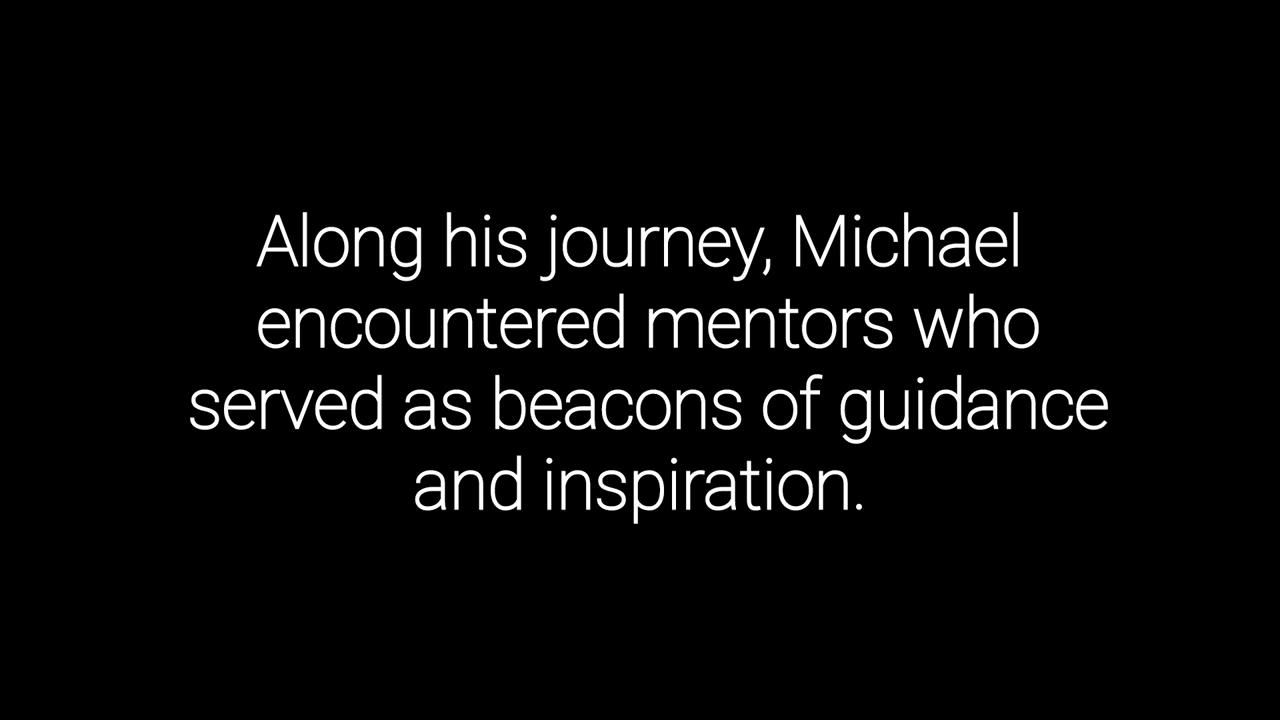 Along his journey, Michael
encountered mentors who
served as beacons of guidance
and inspiration.